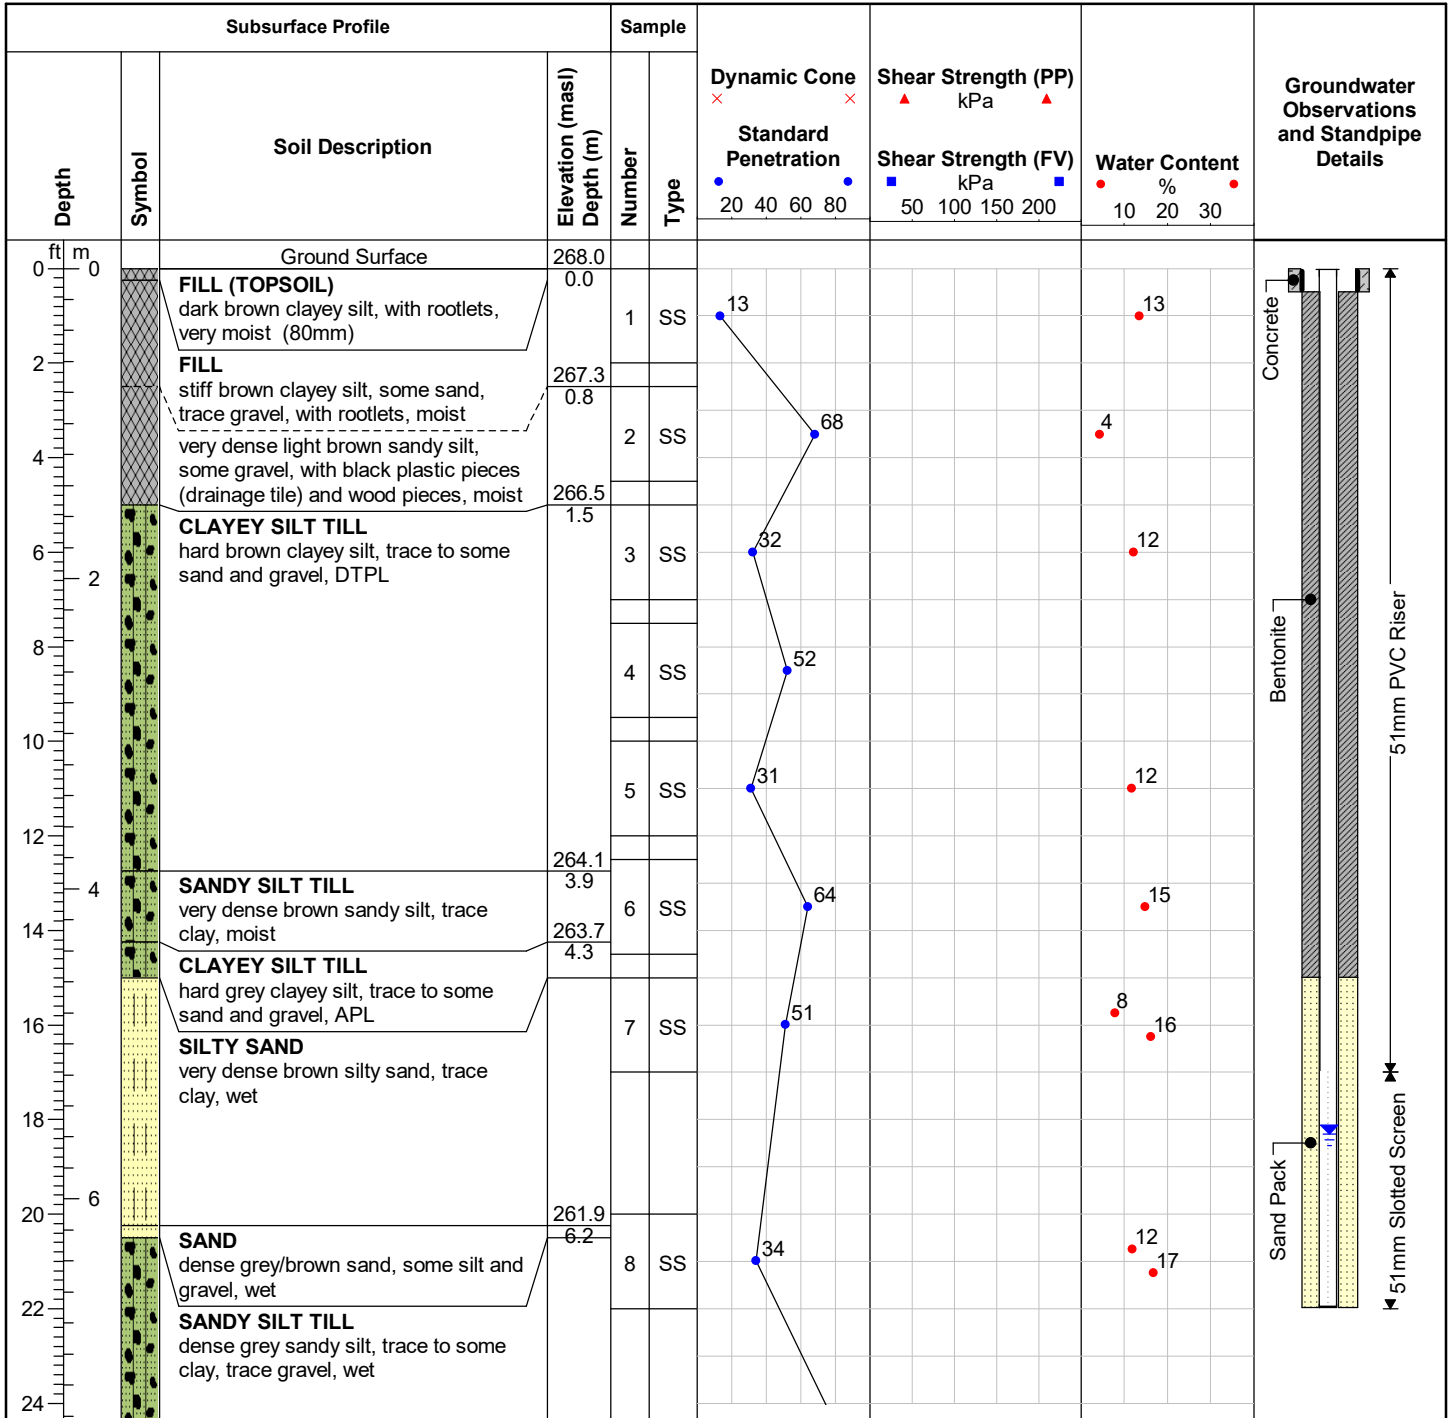 Subsurface Profile
Sample
Depth
Symbol
Soil Description
Elevation (masl)
Depth (m)
Number
Type
Dynamic Cone
Standard
Penetration
20 40 60 80
Shear Strength (PP)
kPa
Shear Strength (FV)
kPa
50 100 150 200
Water Content
%
10 20 30
Groundwater
Observations
and Standpipe
Details
ft m
Ground Surface
268.0
0 0
0.0
FILL (TOPSOIL)
dark brown clayey silt, with rootlets,
very moist (80mm)
1 SS
13
13
2
FILL
267.3
0.8
stiff brown clayey silt, some sand,
trace gravel, with rootlets, moist
2 SS
68
4
very dense light brown sandy silt,
some gravel, with black plastic pieces
(drainage tile) and wood pieces, moist
4
266.5
1.5
CLAYEY SILT TILL
hard brown clayey silt, trace to some
sand and gravel, DTPL
6
2
3 SS
32
12
8
4 SS
52
10
5 SS
31
12
12
264.1
3.9
4
SANDY SILT TILL
very dense brown sandy silt, trace
clay, moist
6 SS
64
15
14
263.7
4.3
CLAYEY SILT TILL
hard grey clayey silt, trace to some
sand and gravel, APL
16
7 SS
51
8
16
SILTY SAND
very dense brown silty sand, trace
clay, wet
18
6
20
261.9
6.2
SAND
dense grey/brown sand, some silt and
gravel, wet
8 SS
34
12
17
22
SANDY SILT TILL
dense grey sandy silt, trace to some
clay, trace gravel, wet
24
Concrete
Bentonite
51mm PVC Riser
Sand Pack
51mm Slotted Screen